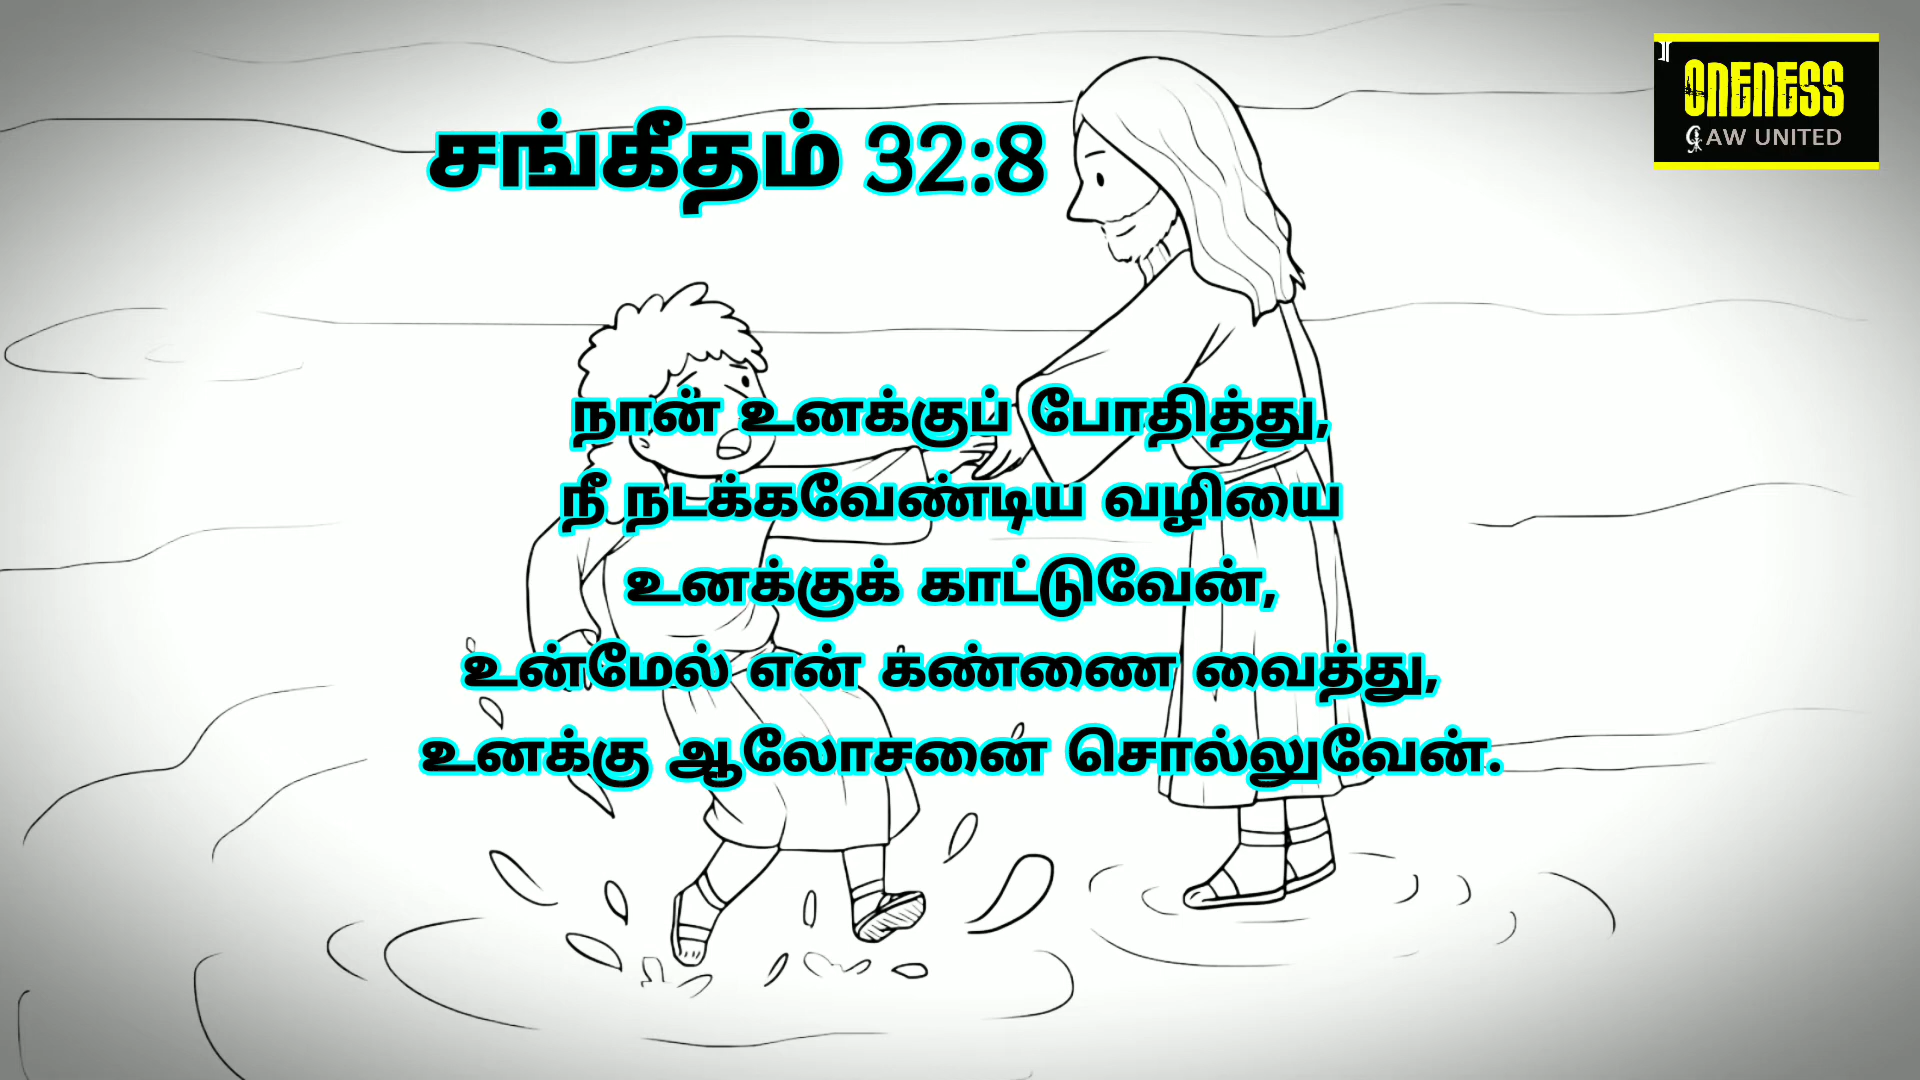 சங்கீதம் 32:8
ONENESS
AW UNITED
நான் உனக்குப் போதித்து,
நீ நடக்கவேண்டிய வழியை
உனக்குக் காட்டுவேன்,
உன்மேல் என் கண்ணை வைத்து,
உனக்கு ஆலோசனை சொல்லுவேன்.